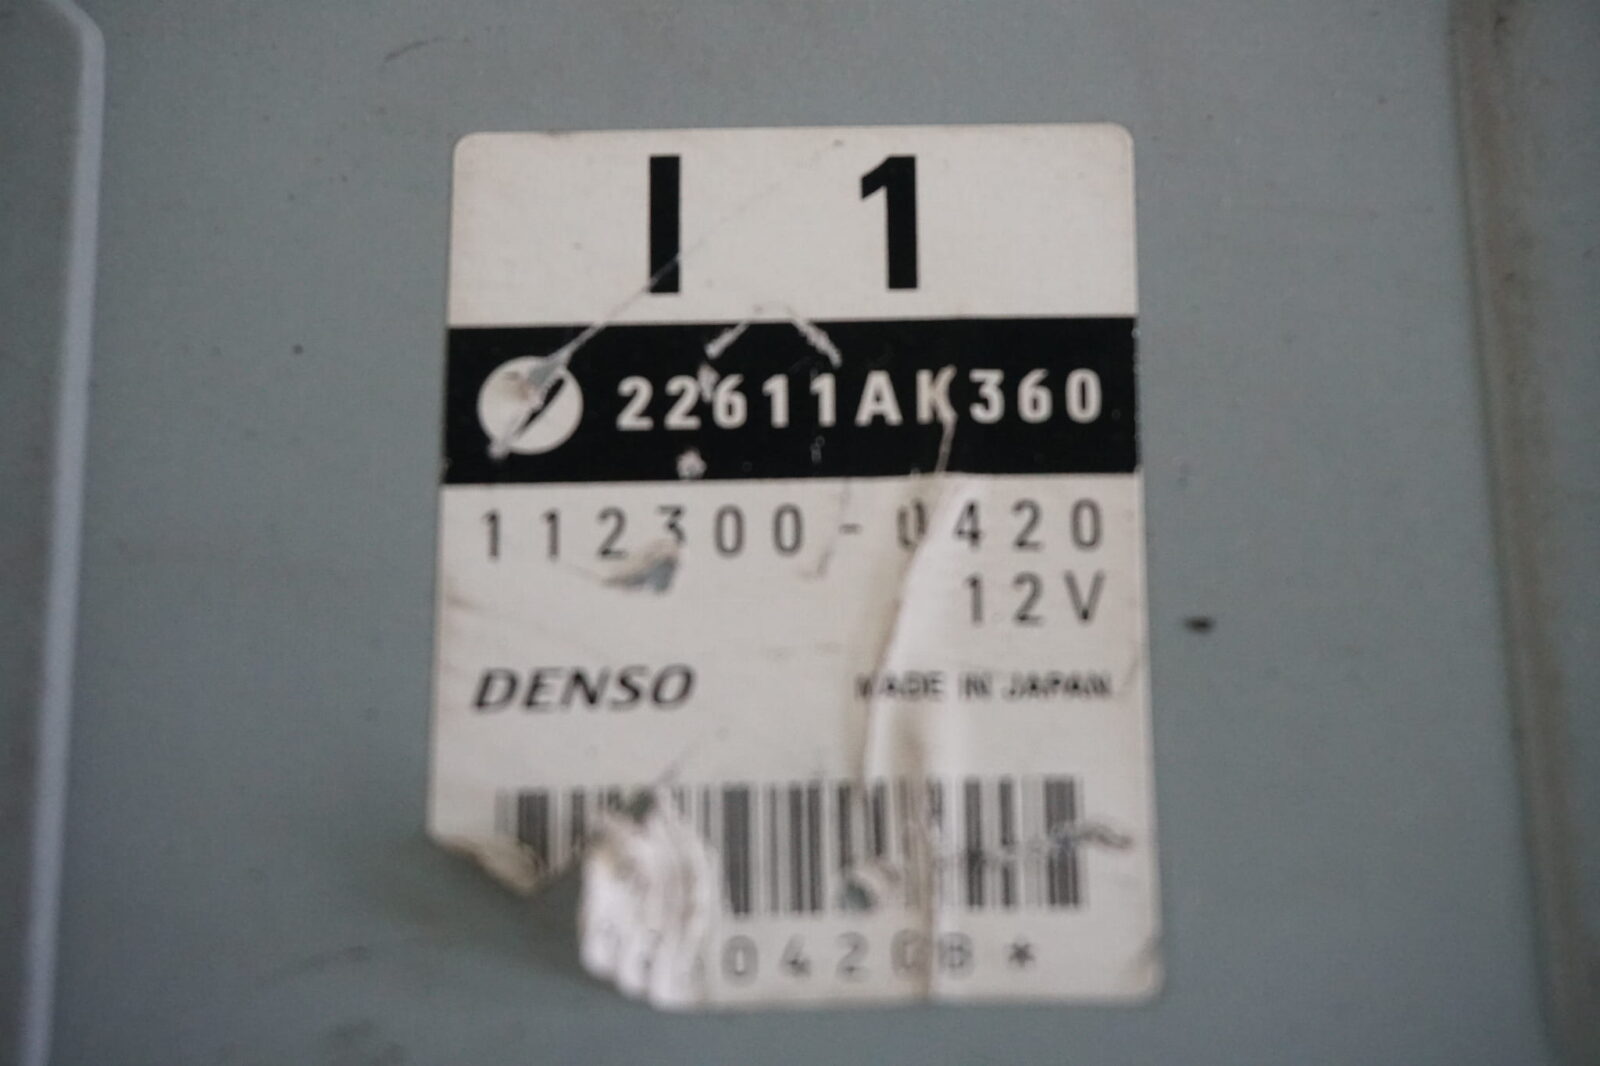 I 1
22611AK360
112300-0420
12V
DENSO
MADE IN JAPAN